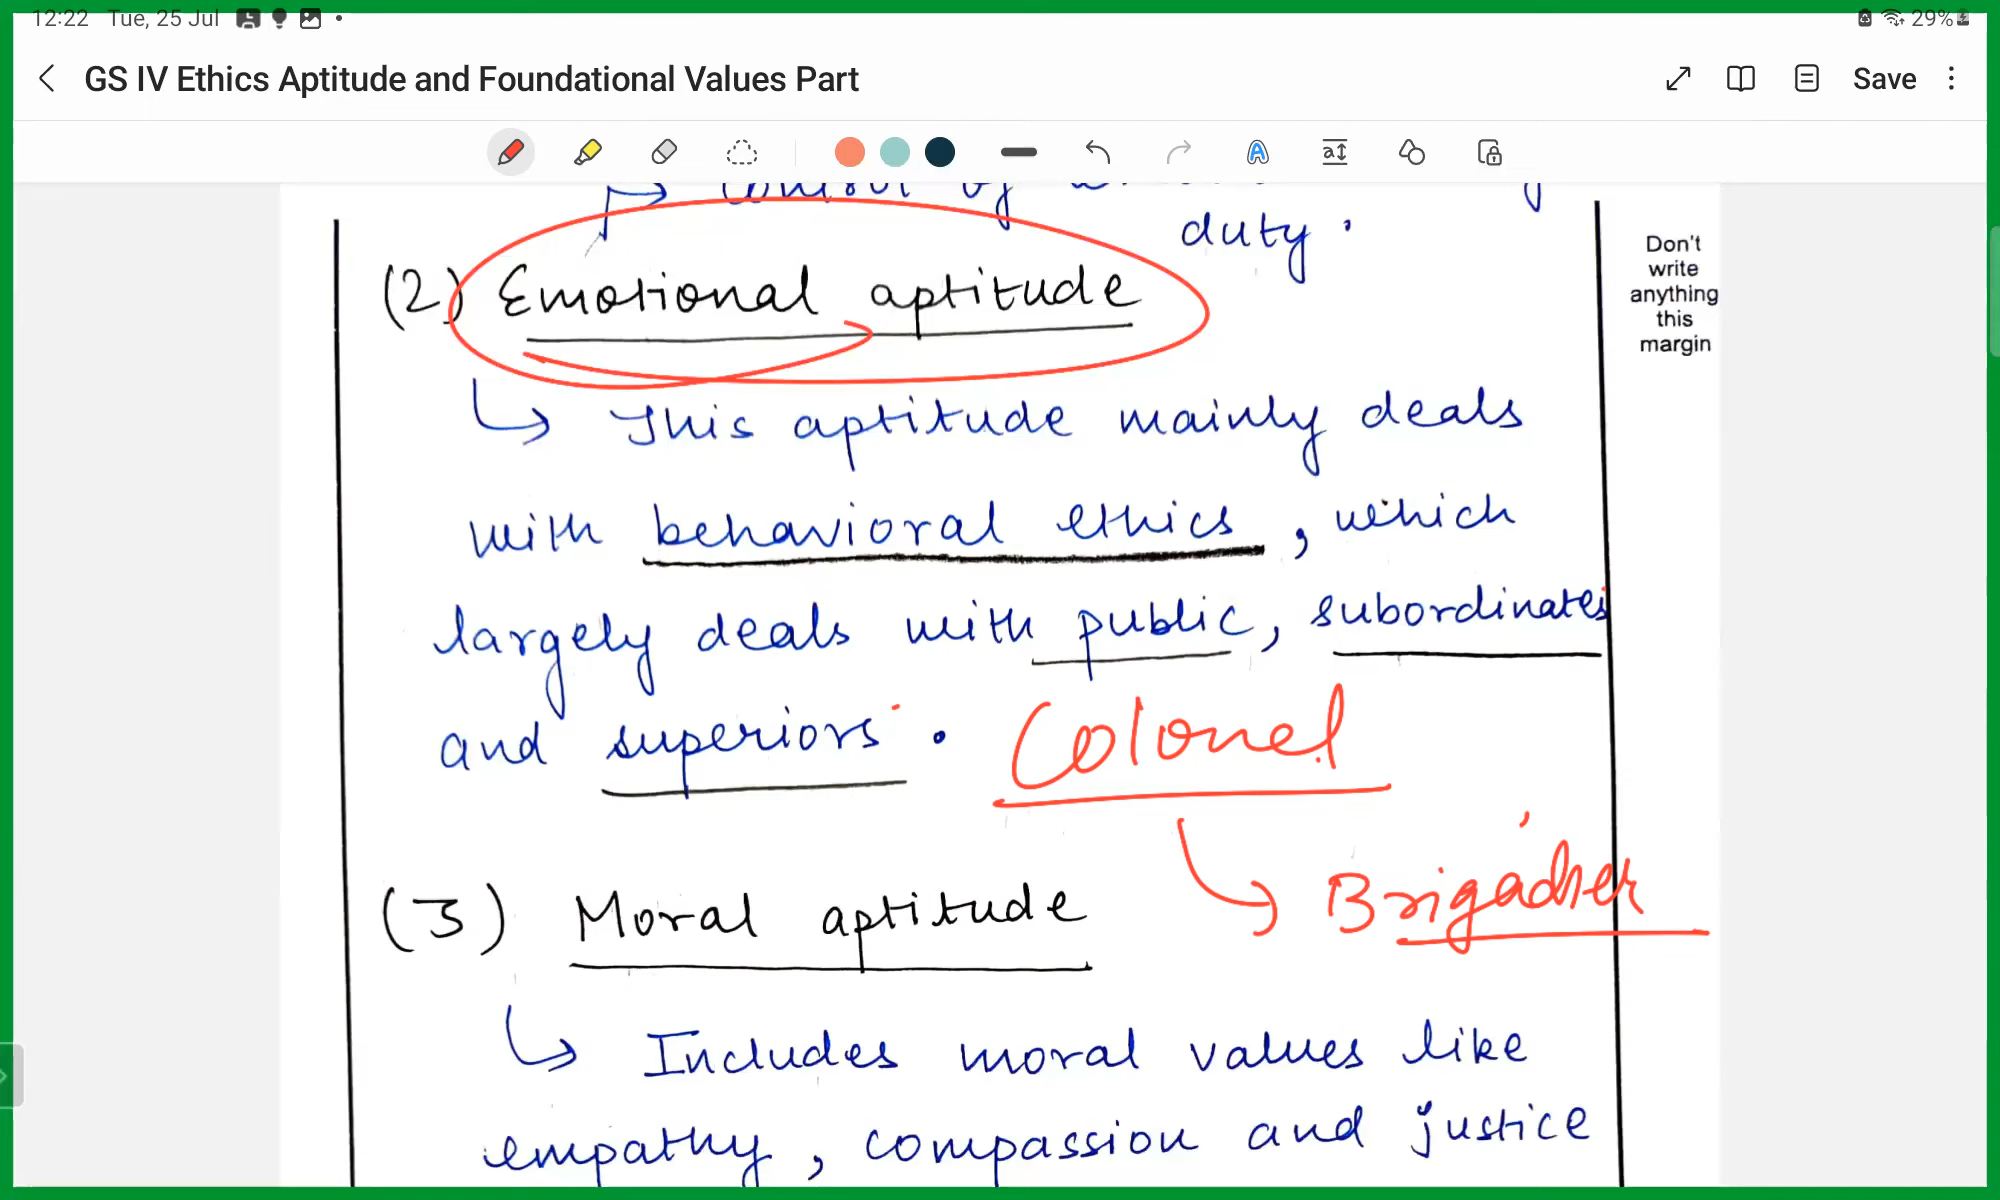 12:22 Tue, 25 Jul
29%
GS IV Ethics Aptitude and Foundational Values Part
Save
duty.
(2) Emotional aptitude
Don't
write
anything
this
margin
↳ This aptitude mainly deals
with behavioral ethics, which
largely deals with public, subordinates
and superiors. Colonel
↳ Brigadier
(3) Moral aptitude
↳ Includes moral values like
empathy, compassion and justice